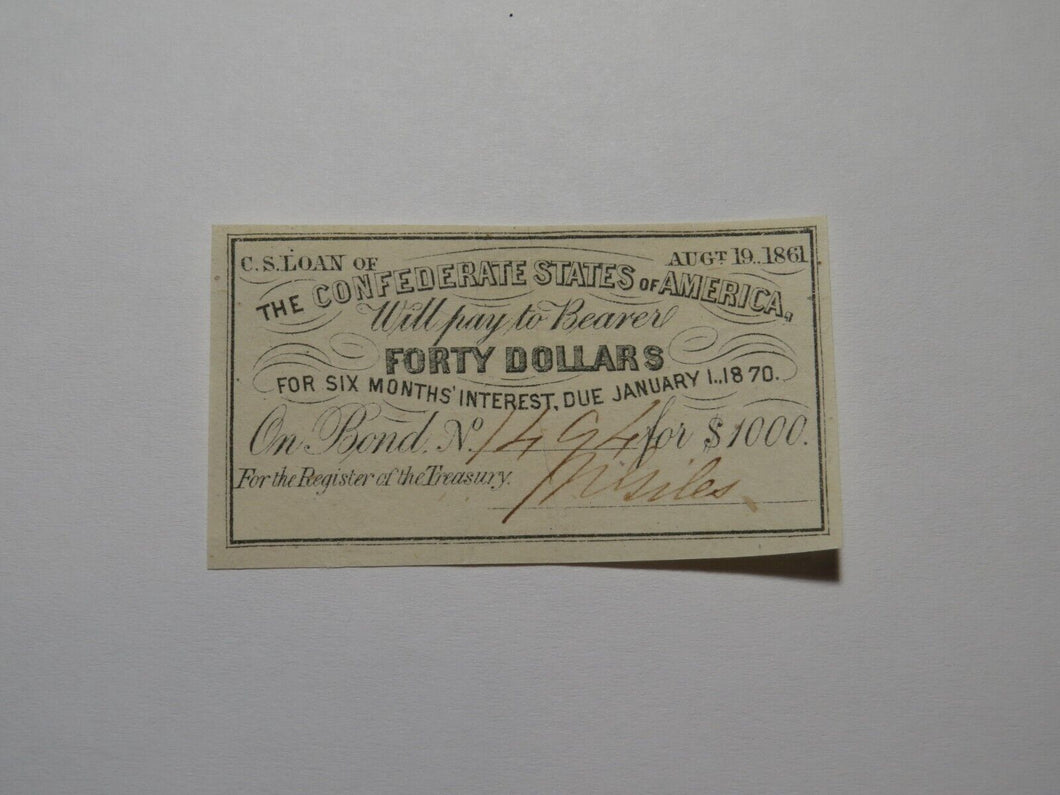 C.S. LOAN OF AUGT 19..1861
THE CONFEDERATE STATES OF AMERICA,
Will pay to Bearer
FORTY DOLLARS
FOR SIX MONTHS' INTEREST, DUE JANUARY 1..1870.
On Bond. No. 1494 for $1000.
For the Register of the Treasury.